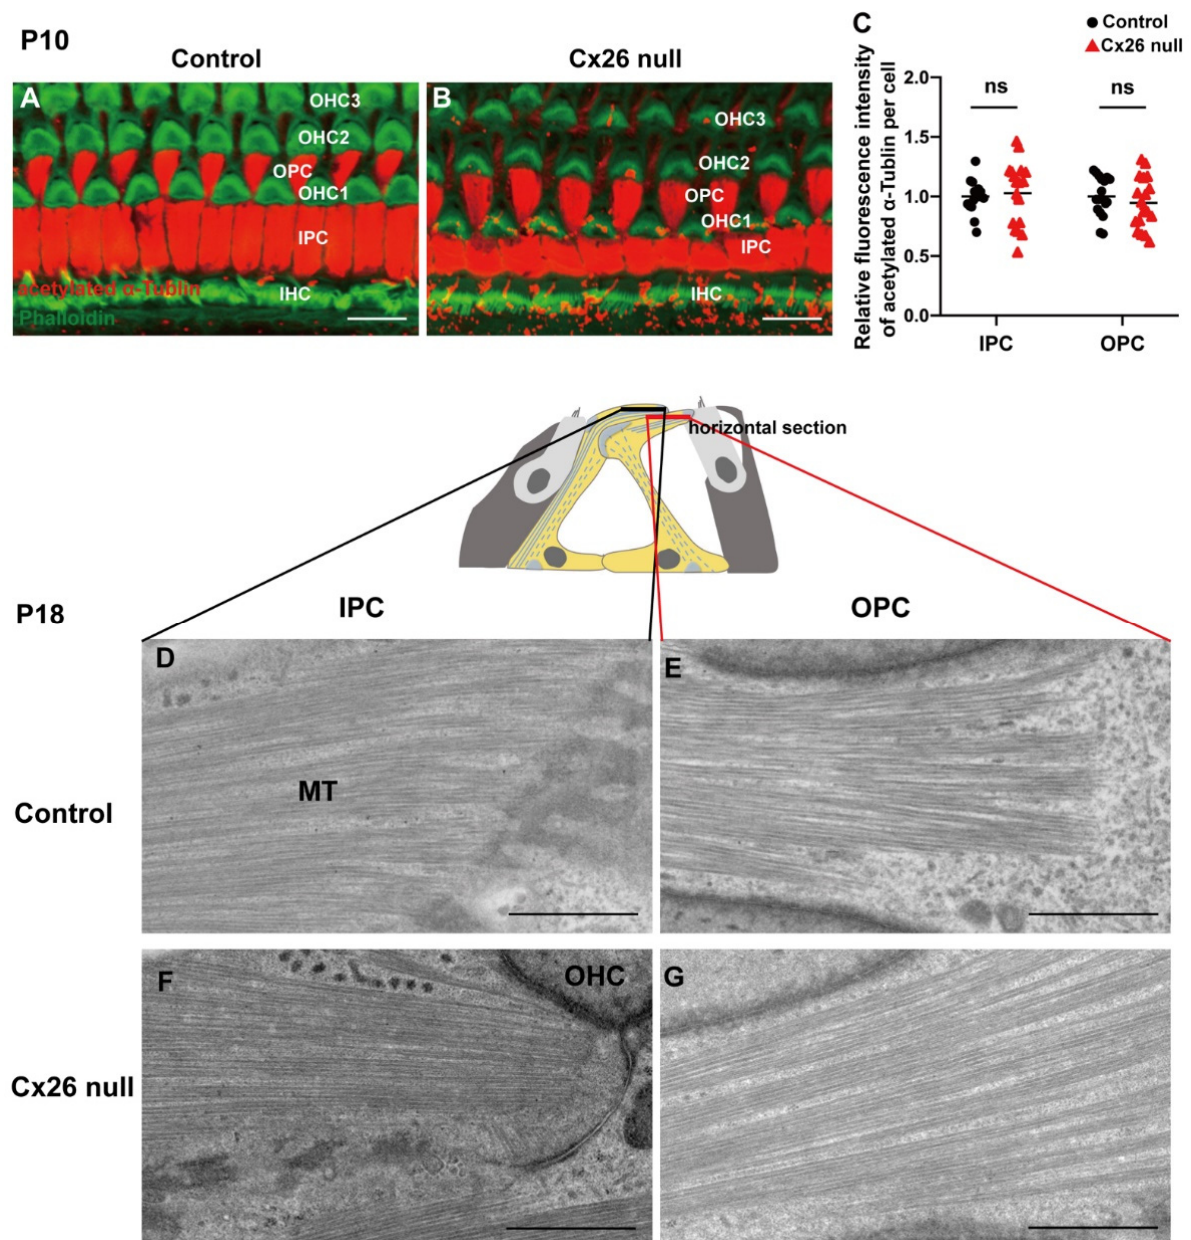 P10
Control
Cx26 null
A
OHC3
OHC2
OPC
OHC1
IPC
acetylated α-Tublin
IHC
Phalloidin
B
OHC3
OHC2
OPC
OHC1
IPC
IHC
C
Control
Cx26 null
Relative fluorescence intensity
of acetylated α-Tublin per cell
2.0
1.5
1.0
0.5
0.0
ns
ns
IPC
OPC
horizontal section
P18
IPC
OPC
Control
D
MT
E
Cx26 null
F
OHC
G